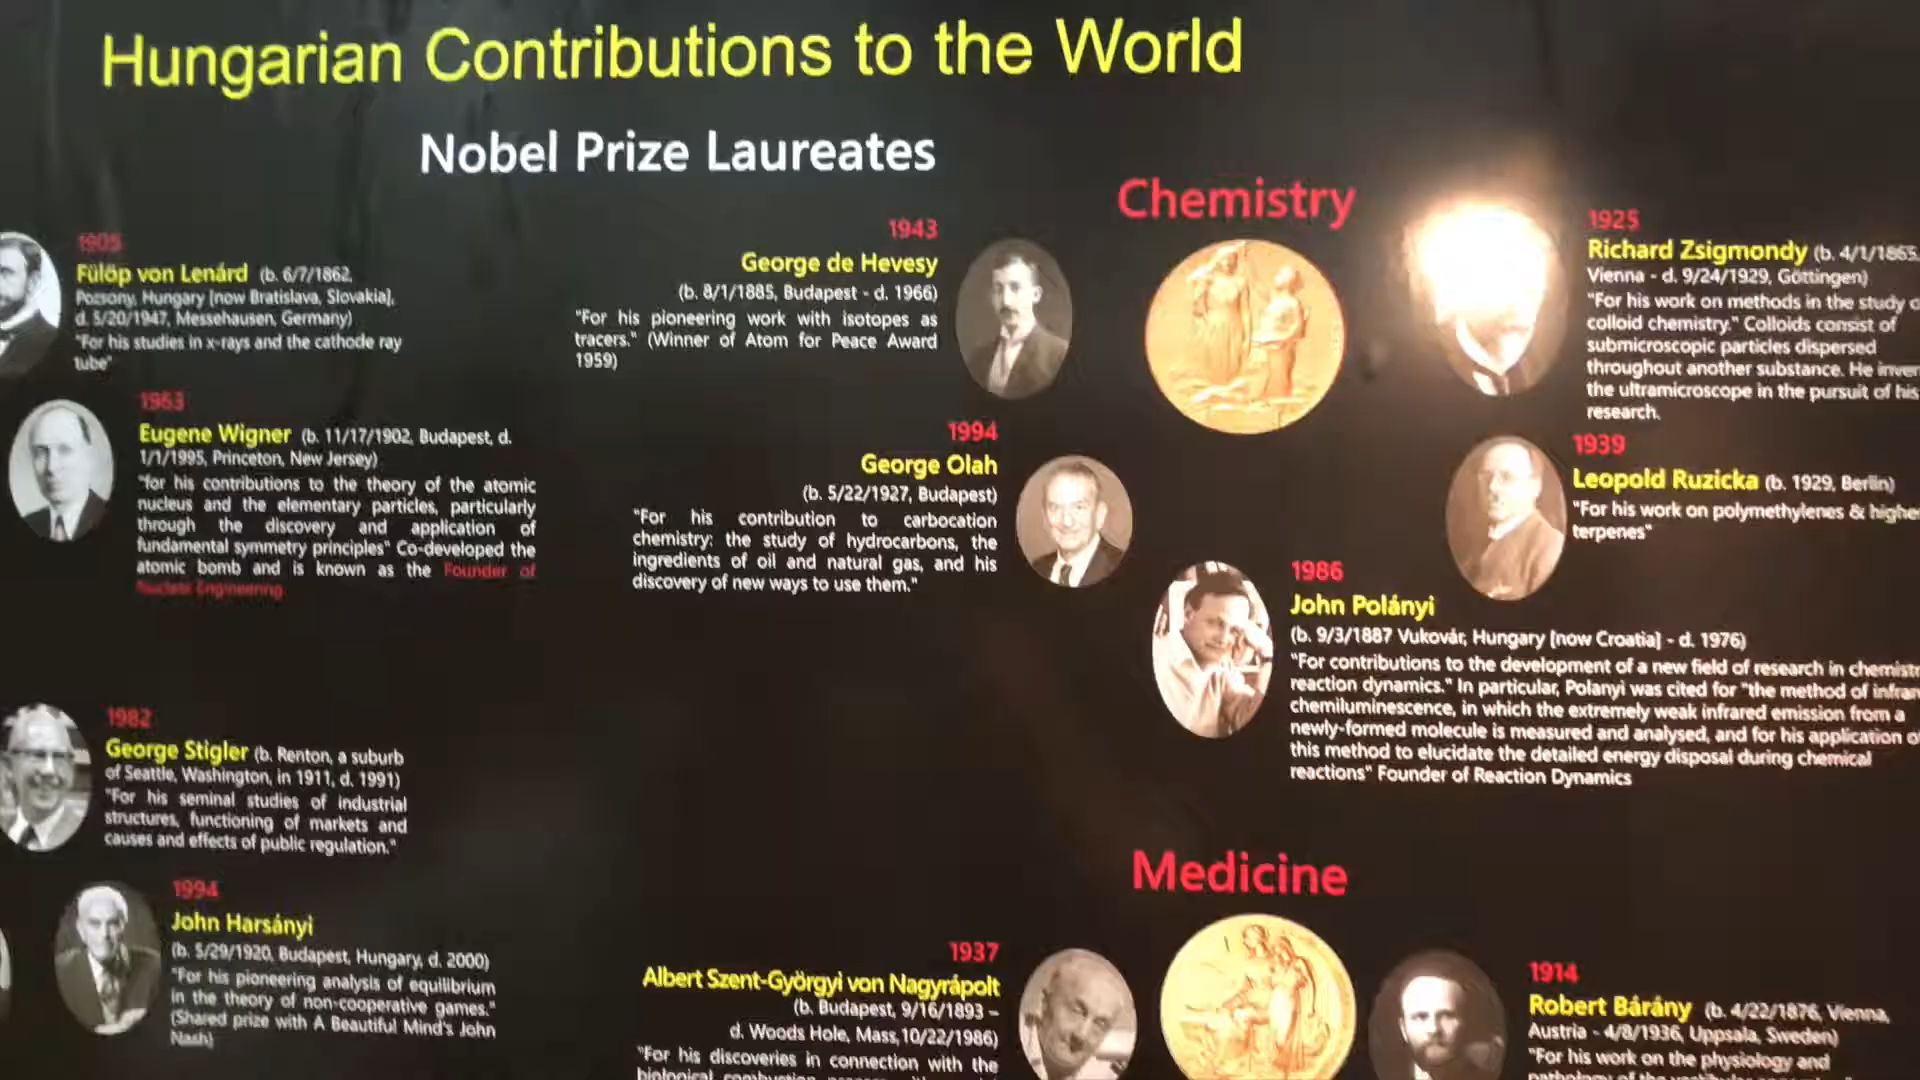 Hungarian Contributions to the World
Nobel Prize Laureates
1905
Fülöp von Lenárd (b. 6/7/1862,
Pozsony, Hungary [now Bratislava, Slovakia],
d. 5/20/1947, Messehausen, Germany)
"For his studies in x-rays and the cathode ray
tube"
1963
Eugene Wigner (b. 11/17/1902, Budapest, d.
1/1/1995, Princeton, New Jersey)
"for his contributions to the theory of the atomic
nucleus and the elementary particles, particularly
through the discovery and application of
fundamental symmetry principles" Co-developed the
atomic bomb and is known as the Founder of
Nuclear Engineering
1982
George Stigler (b. Renton, a suburb
of Seattle, Washington, in 1911, d. 1991)
"For his seminal studies of industrial
structures, functioning of markets and
causes and effects of public regulation."
1994
John Harsányi
(b. 5/29/1920, Budapest, Hungary, d. 2000)
"For his pioneering analysis of equilibrium
in the theory of non-cooperative games."
(Shared prize with A Beautiful Mind's John
Nash)
1943
George de Hevesy
(b. 8/1/1885, Budapest - d. 1966)
"For his pioneering work with isotopes as
tracers." (Winner of Atom for Peace Award
1959)
1994
George Olah
(b. 5/22/1927, Budapest)
"For his contribution to carbocation
chemistry: the study of hydrocarbons, the
ingredients of oil and natural gas, and his
discovery of new ways to use them."
Chemistry
1925
Richard Zsigmondy (b. 4/1/1865,
Vienna - d. 9/24/1929, Göttingen)
"For his work on methods in the study o
colloid chemistry." Colloids consist of
submicroscopic particles dispersed
throughout another substance. He inven
the ultramicroscope in the pursuit of his
research.
1939
Leopold Ruzicka (b. 1929, Berlin)
"For his work on polymethylenes & highe
terpenes"
1986
John Polányi
(b. 9/3/1887 Vukovár, Hungary [now Croatia] - d. 1976)
"For contributions to the development of a new field of research in chemistr
reaction dynamics." In particular, Polanyi was cited for "the method of infrar
chemiluminescence, in which the extremely weak infrared emission from a
newly-formed molecule is measured and analysed, and for his application of
this method to elucidate the detailed energy disposal during chemical
reactions" Founder of Reaction Dynamics
Medicine
1937
Albert Szent-Györgyi von Nagyrápolt
(b. Budapest, 9/16/1893 –
d. Woods Hole, Mass,10/22/1986)
"For his discoveries in connection with the
biological combustion
1914
Robert Bárány (b. 4/22/1876, Vienna,
Austria - 4/8/1936, Uppsala, Sweden)
"For his work on the physiology and
pathology of the